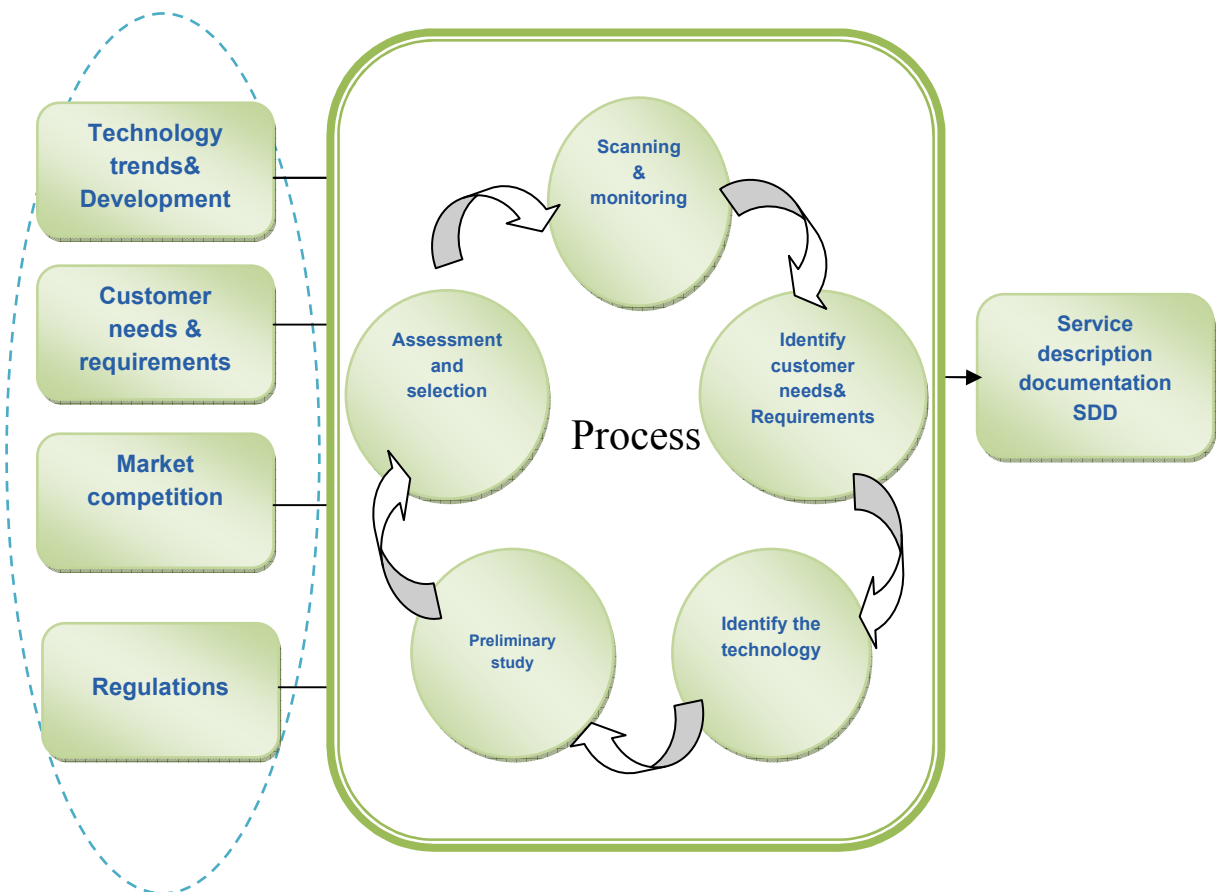 Technology
trends&
Development
Customer
needs &
requirements
Market
competition
Regulations
Scanning
&
monitoring
Identify
customer
needs&
Requirements
Identify the
technology
Preliminary
study
Assessment
and
selection
Process
Service
description
documentation
SDD